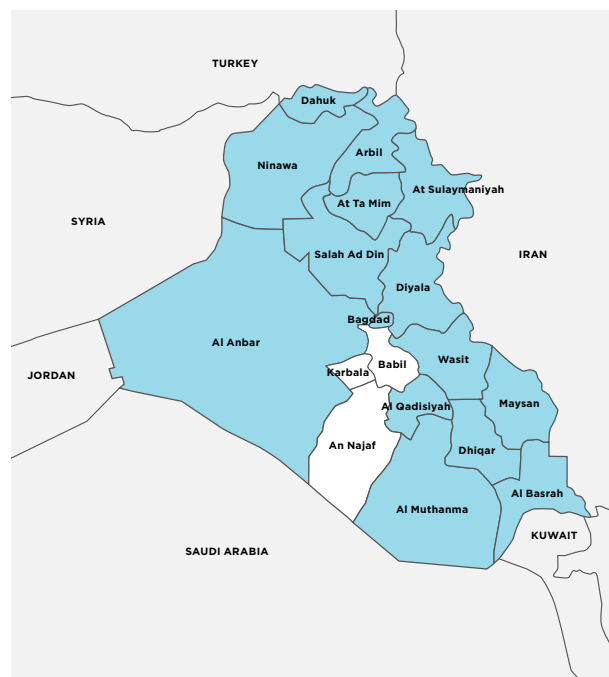 TURKEY
Dahuk
Arbil
Ninawa
At Sulaymaniyah
At Ta Mim
SYRIA
Salah Ad Din
IRAN
Diyala
Bagdad
Al Anbar
Wasit
Babil
Karbala
JORDAN
Maysan
Al Qadisiyah
An Najaf
Dhiqar
Al Basrah
Al Muthanma
KUWAIT
SAUDI ARABIA